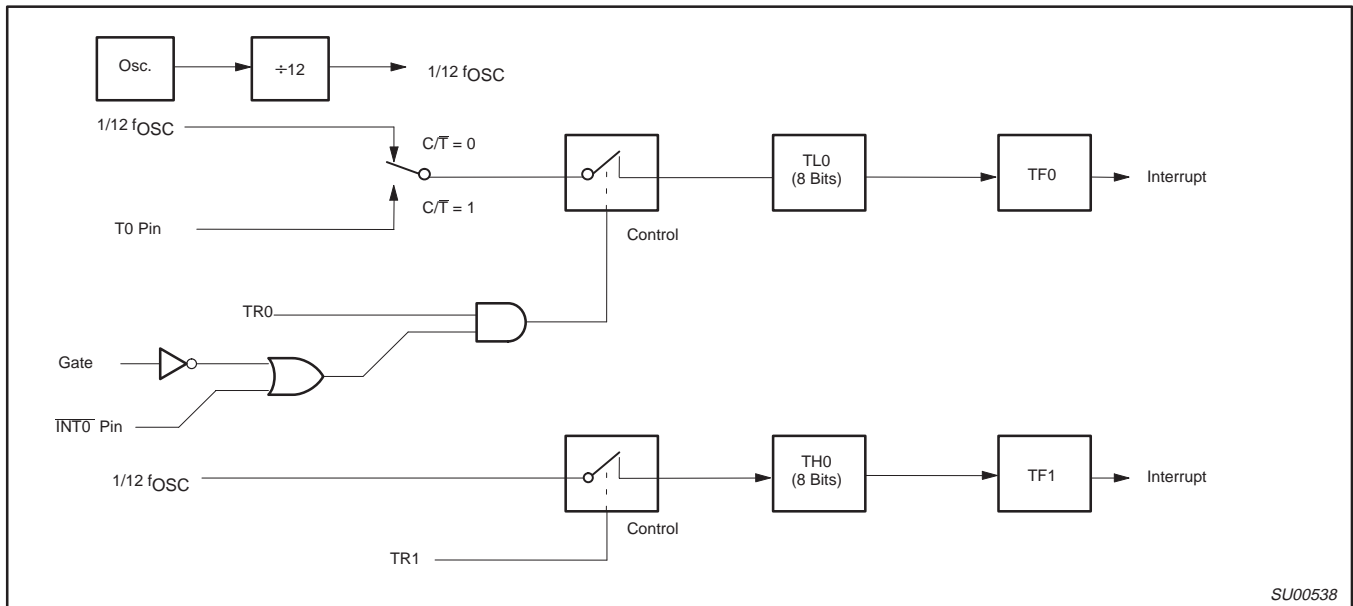 Osc.
÷12
1/12 fOSC
1/12 fOSC
C/T̅ = 0
TL0
(8 Bits)
TF0
Interrupt
C/T̅ = 1
T0 Pin
Control
TR0
Gate
I̅N̅T̅0̅ Pin
1/12 fOSC
TH0
(8 Bits)
TF1
Interrupt
Control
TR1
SU00538